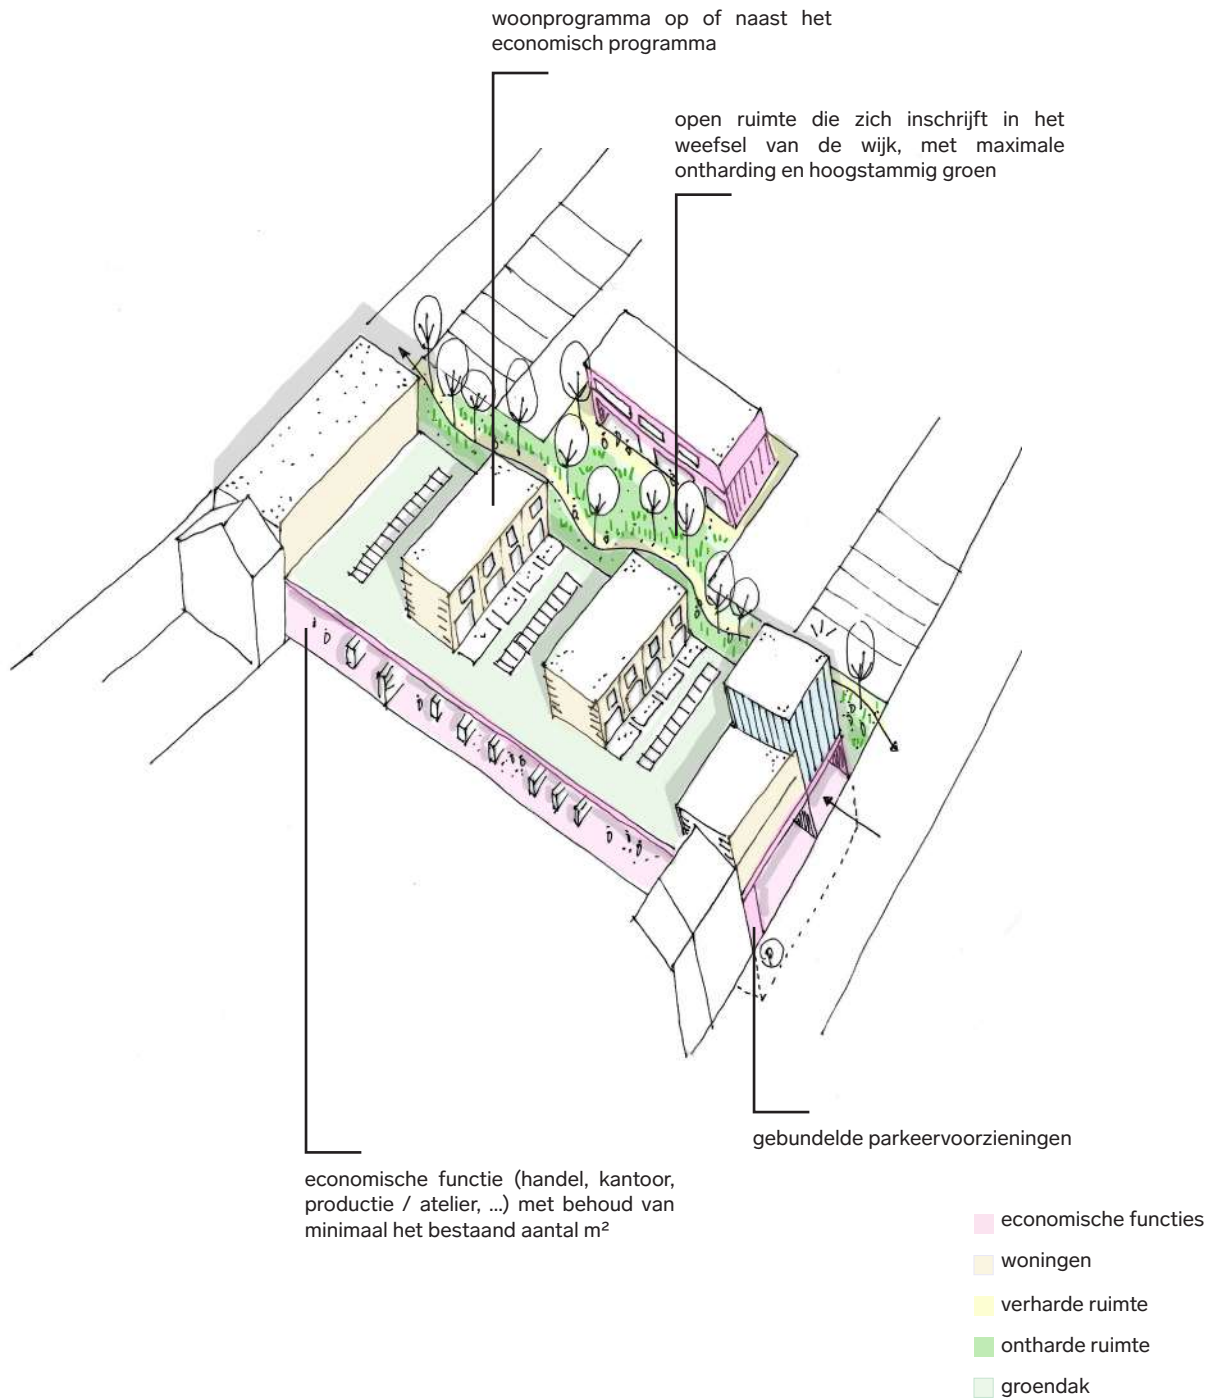 woonprogramma op of naast het
economisch programma
open ruimte die zich inschrijft in het
weefsel van de wijk, met maximale
ontharding en hoogstammig groen
gebundelde parkeervoorzieningen
economische functie (handel, kantoor,
productie / atelier, ...) met behoud van
minimaal het bestaand aantal m²
economische functies
woningen
verharde ruimte
ontharde ruimte
groendak